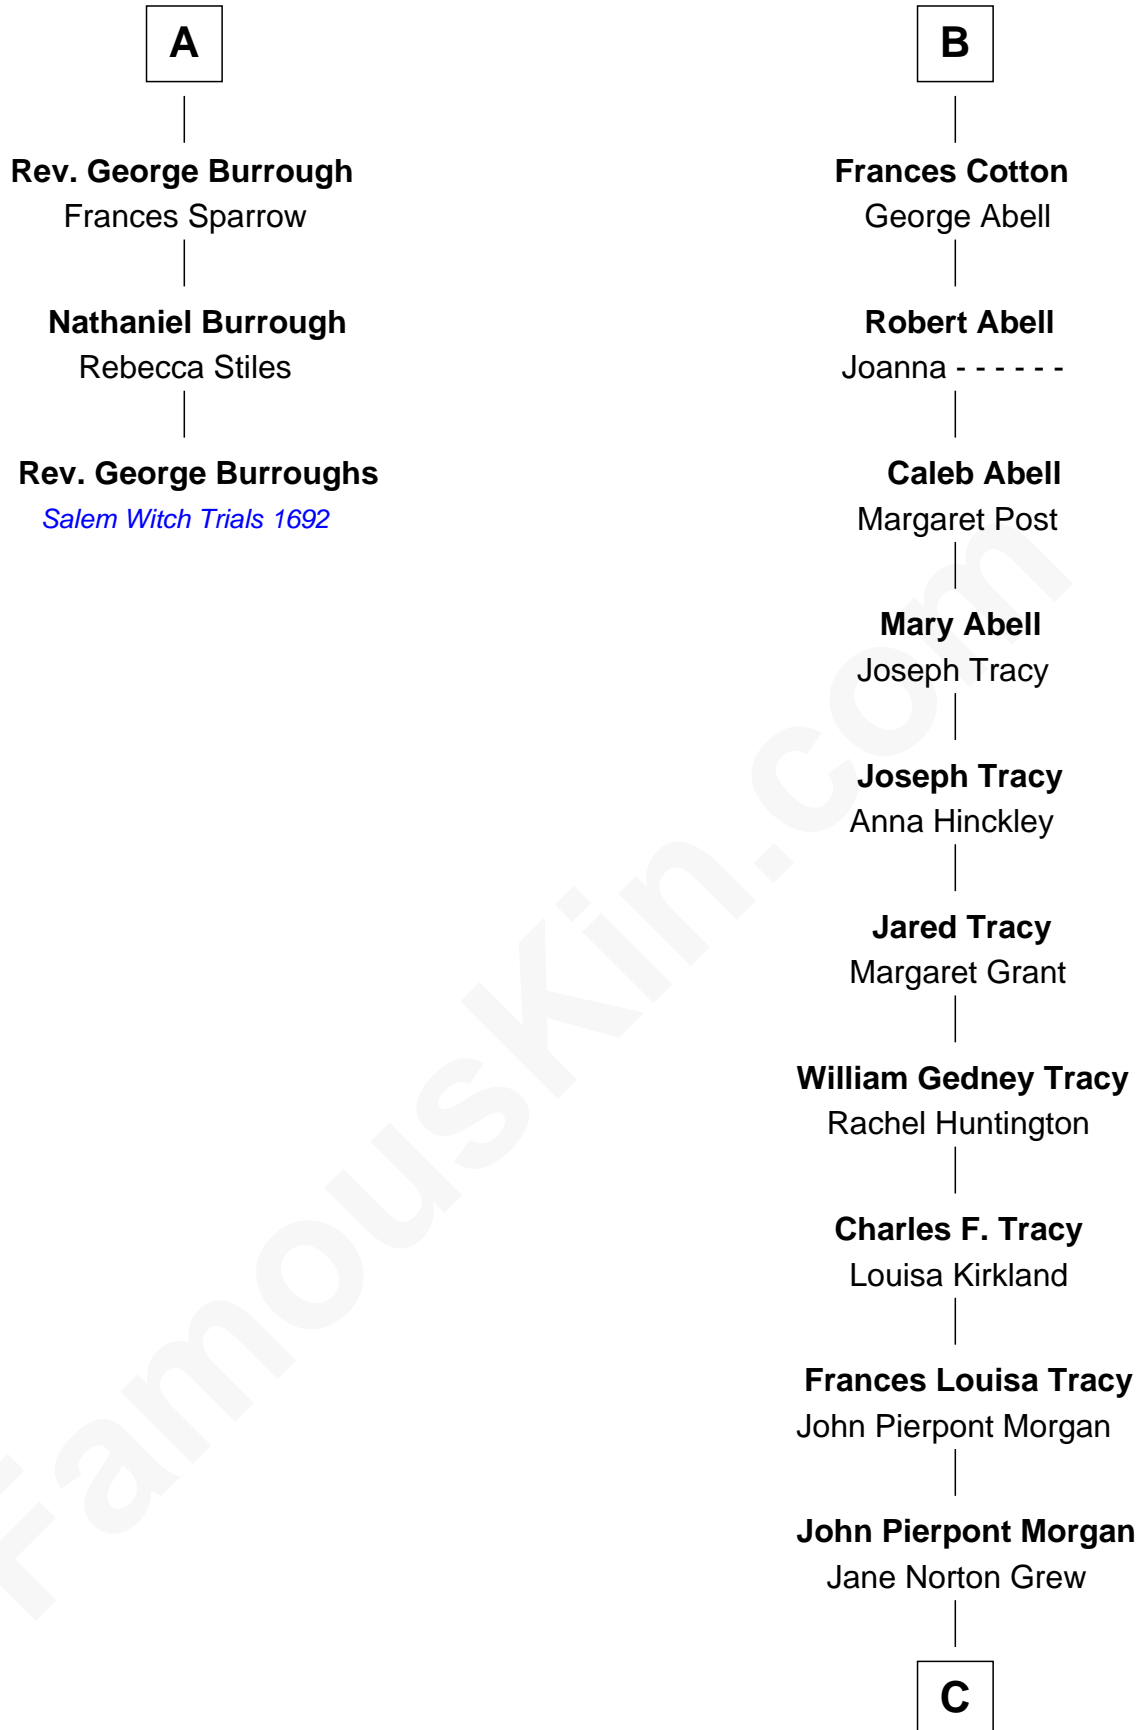 A
Rev. George Burrough
Frances Sparrow
Nathaniel Burrough
Rebecca Stiles
Rev. George Burroughs
Salem Witch Trials 1692
B
Frances Cotton
George Abell
Robert Abell
Joanna - - - - - -
Caleb Abell
Margaret Post
Mary Abell
Joseph Tracy
Joseph Tracy
Anna Hinckley
Jared Tracy
Margaret Grant
William Gedney Tracy
Rachel Huntington
Charles F. Tracy
Louisa Kirkland
Frances Louisa Tracy
John Pierpont Morgan
John Pierpont Morgan
Jane Norton Grew
C
FamousKin.com